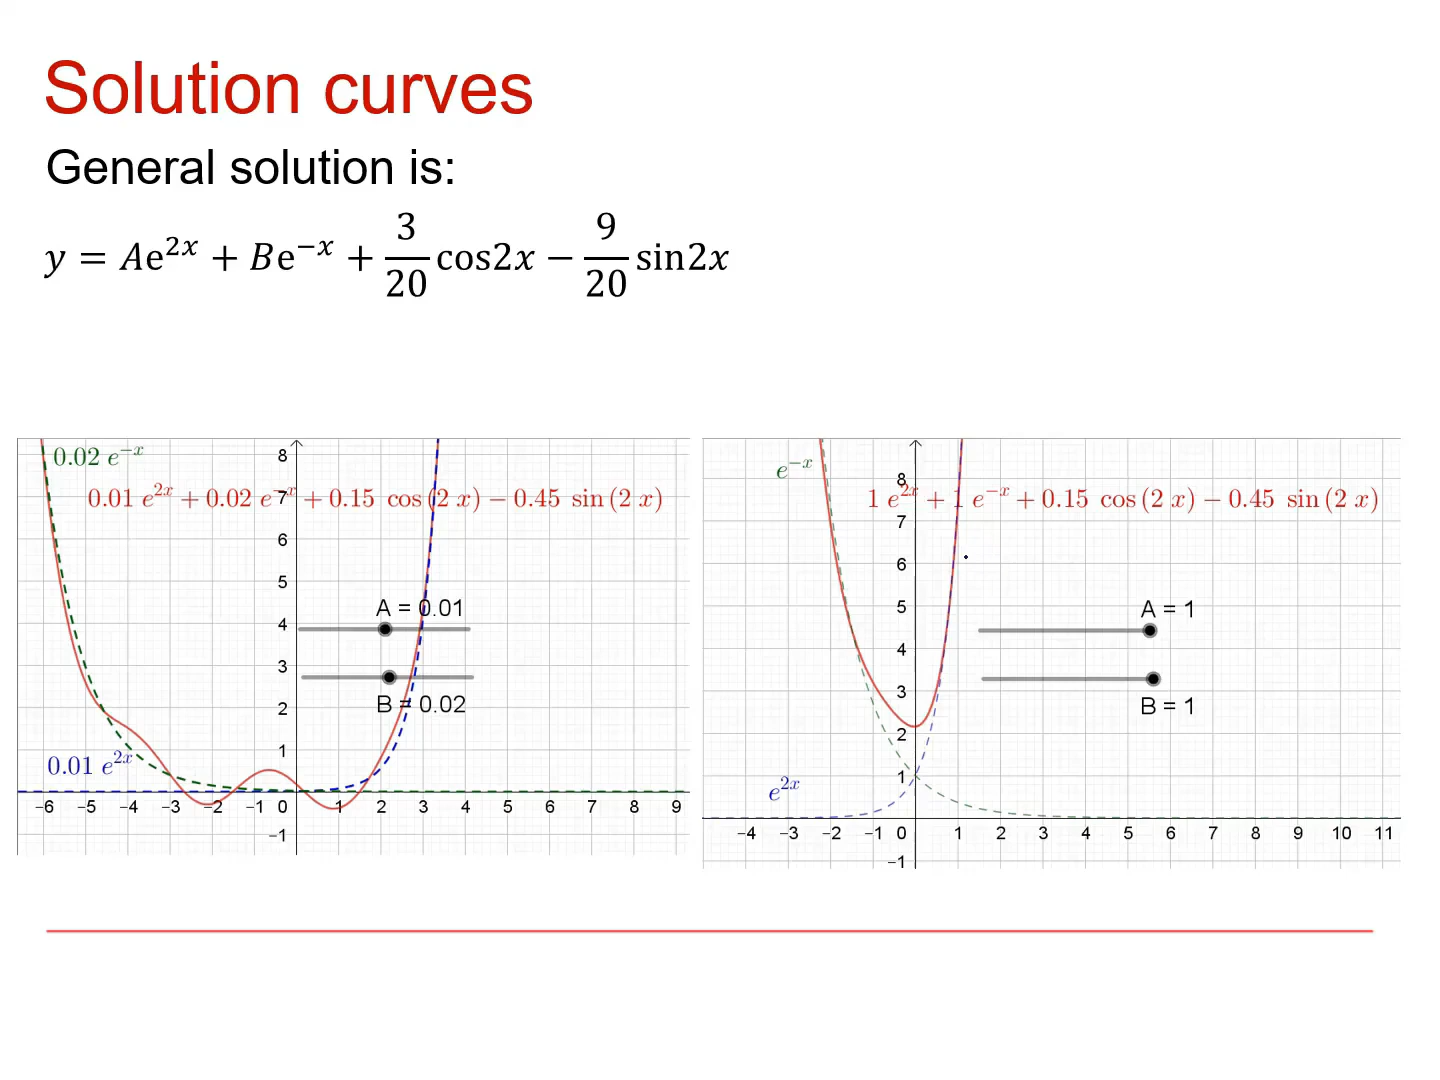 Solution curves
General solution is:
y = Ae^{2x} + Be^{−x} + 3/20 cos2x − 9/20 sin2x
0.02 e^{−x}
0.01 e^{2x} + 0.02 e^{−x} + 0.15 cos (2 x) − 0.45 sin (2 x)
A = 0.01
B = 0.02
0.01 e^{2x}
8
7
6
5
4
3
2
1
−6 −5 −4 −3 −2 −1 0 1 2 3 4 5 6 7 8 9
−1
e^{−x}
1 e^{2x} + 1 e^{−x} + 0.15 cos (2 x) − 0.45 sin (2 x)
A = 1
B = 1
e^{2x}
8
7
6
5
4
3
2
1
−4 −3 −2 −1 0 1 2 3 4 5 6 7 8 9 10 11
−1